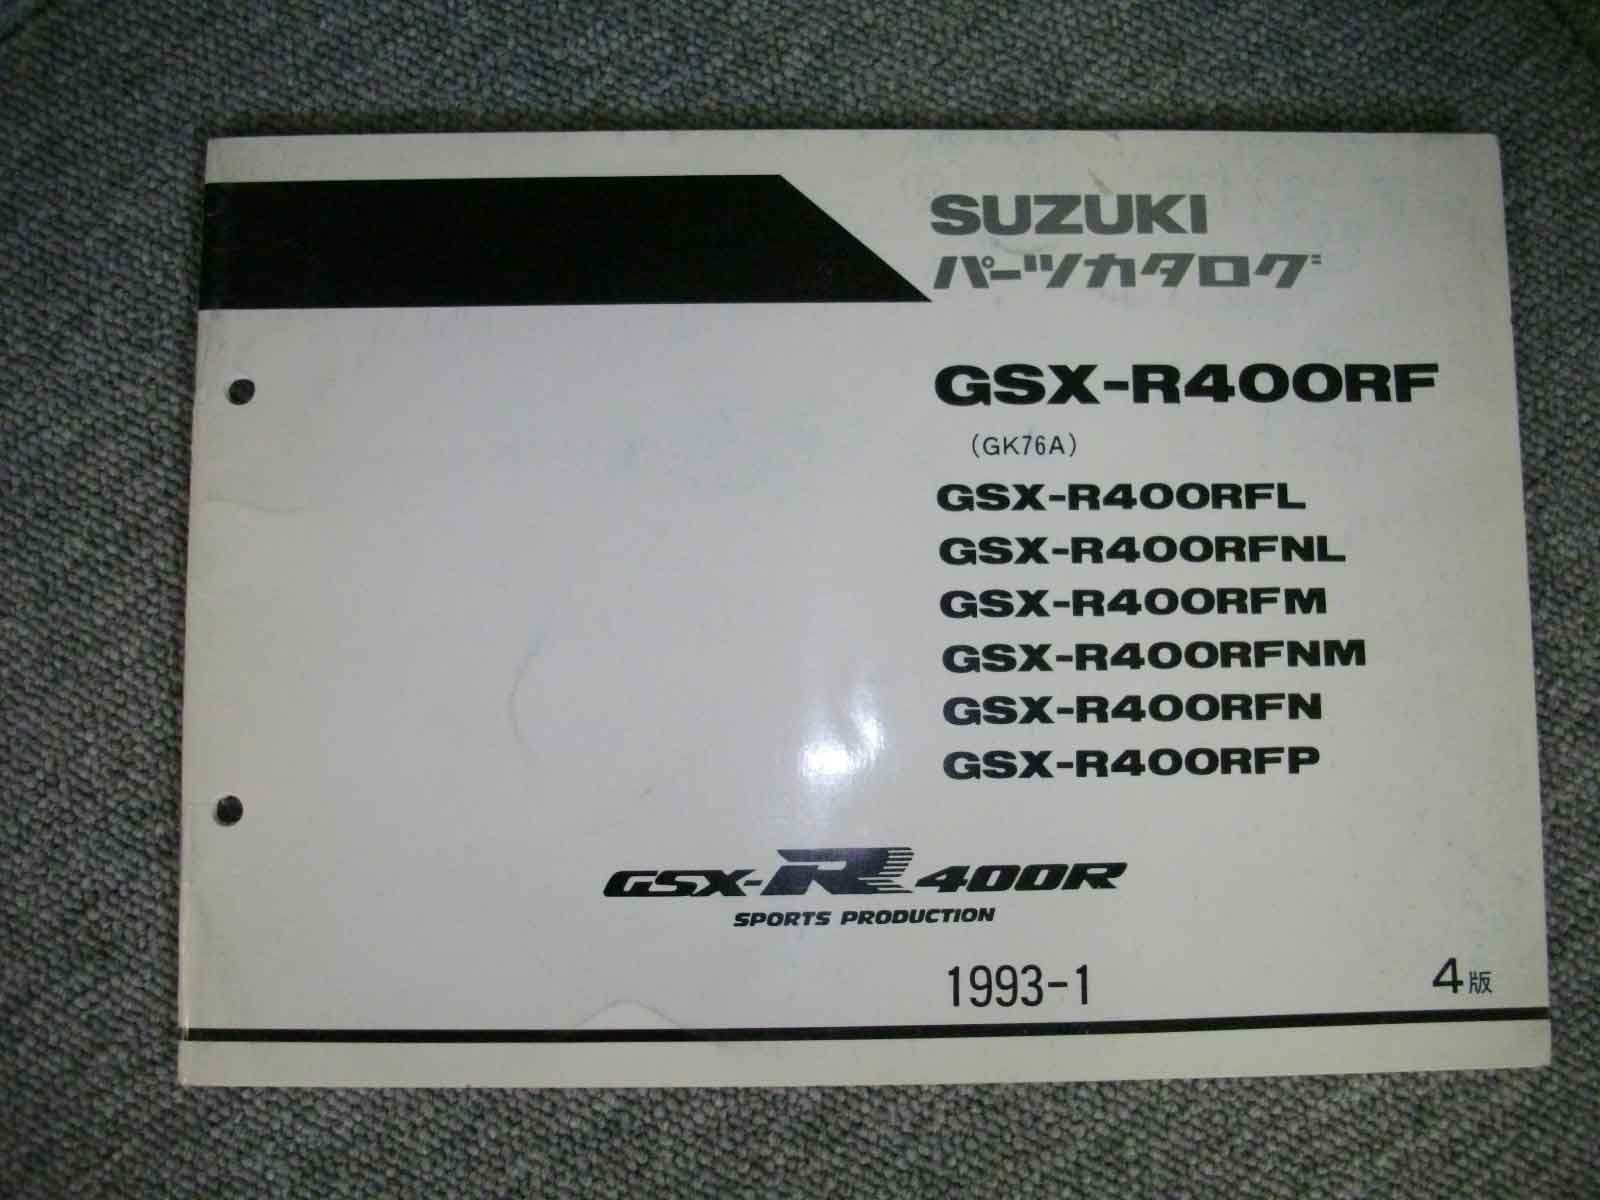 SUZUKI
パーツカタログ
GSX-R400RF
(GK76A)
GSX-R400RFL
GSX-R400RFNL
GSX-R400RFM
GSX-R400RFNM
GSX-R400RFN
GSX-R400RFP
GSX-R400R
SPORTS PRODUCTION
1993-1
4版